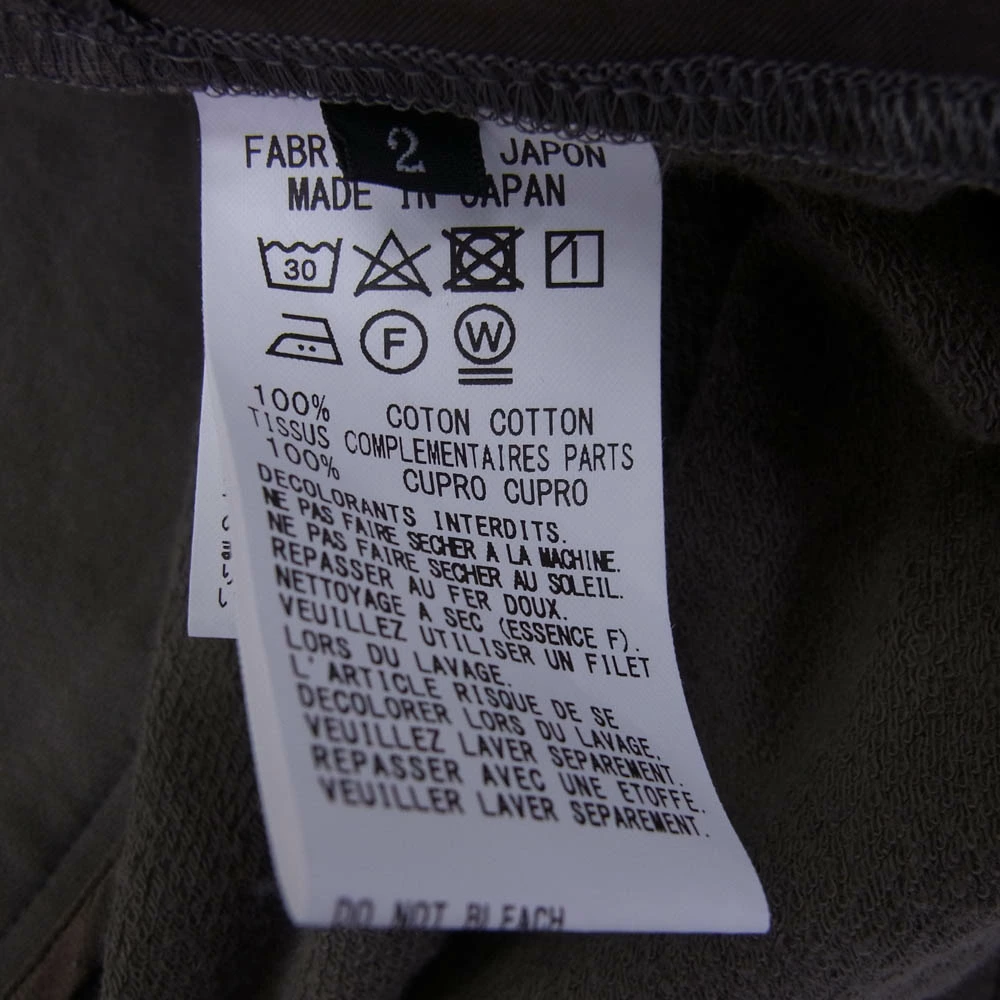 2
JAPON
MADE IN JAPAN
30
F
W
100% COTON COTTON
TISSUS COMPLEMENTAIRES PARTS
100% CUPRO CUPRO
DECOLORANTS INTERDITS.
NE PAS FAIRE SECHER A LA MACHINE.
NE PAS FAIRE SECHER AU SOLEIL.
REPASSER AU FER DOUX.
NETTOYAGE A SEC (ESSENCE F).
VEUILLEZ UTILISER UN FILET
LORS DU LAVAGE.
L'ARTICLE RISQUE DE SE
DECOLORER LORS DU LAVAGE.
VEUILLEZ LAVER SEPAREMENT.
REPASSER AVEC UNE ETOFFE.
VEUILLER LAVER SEPAREMENT.
DO NOT BLEACH